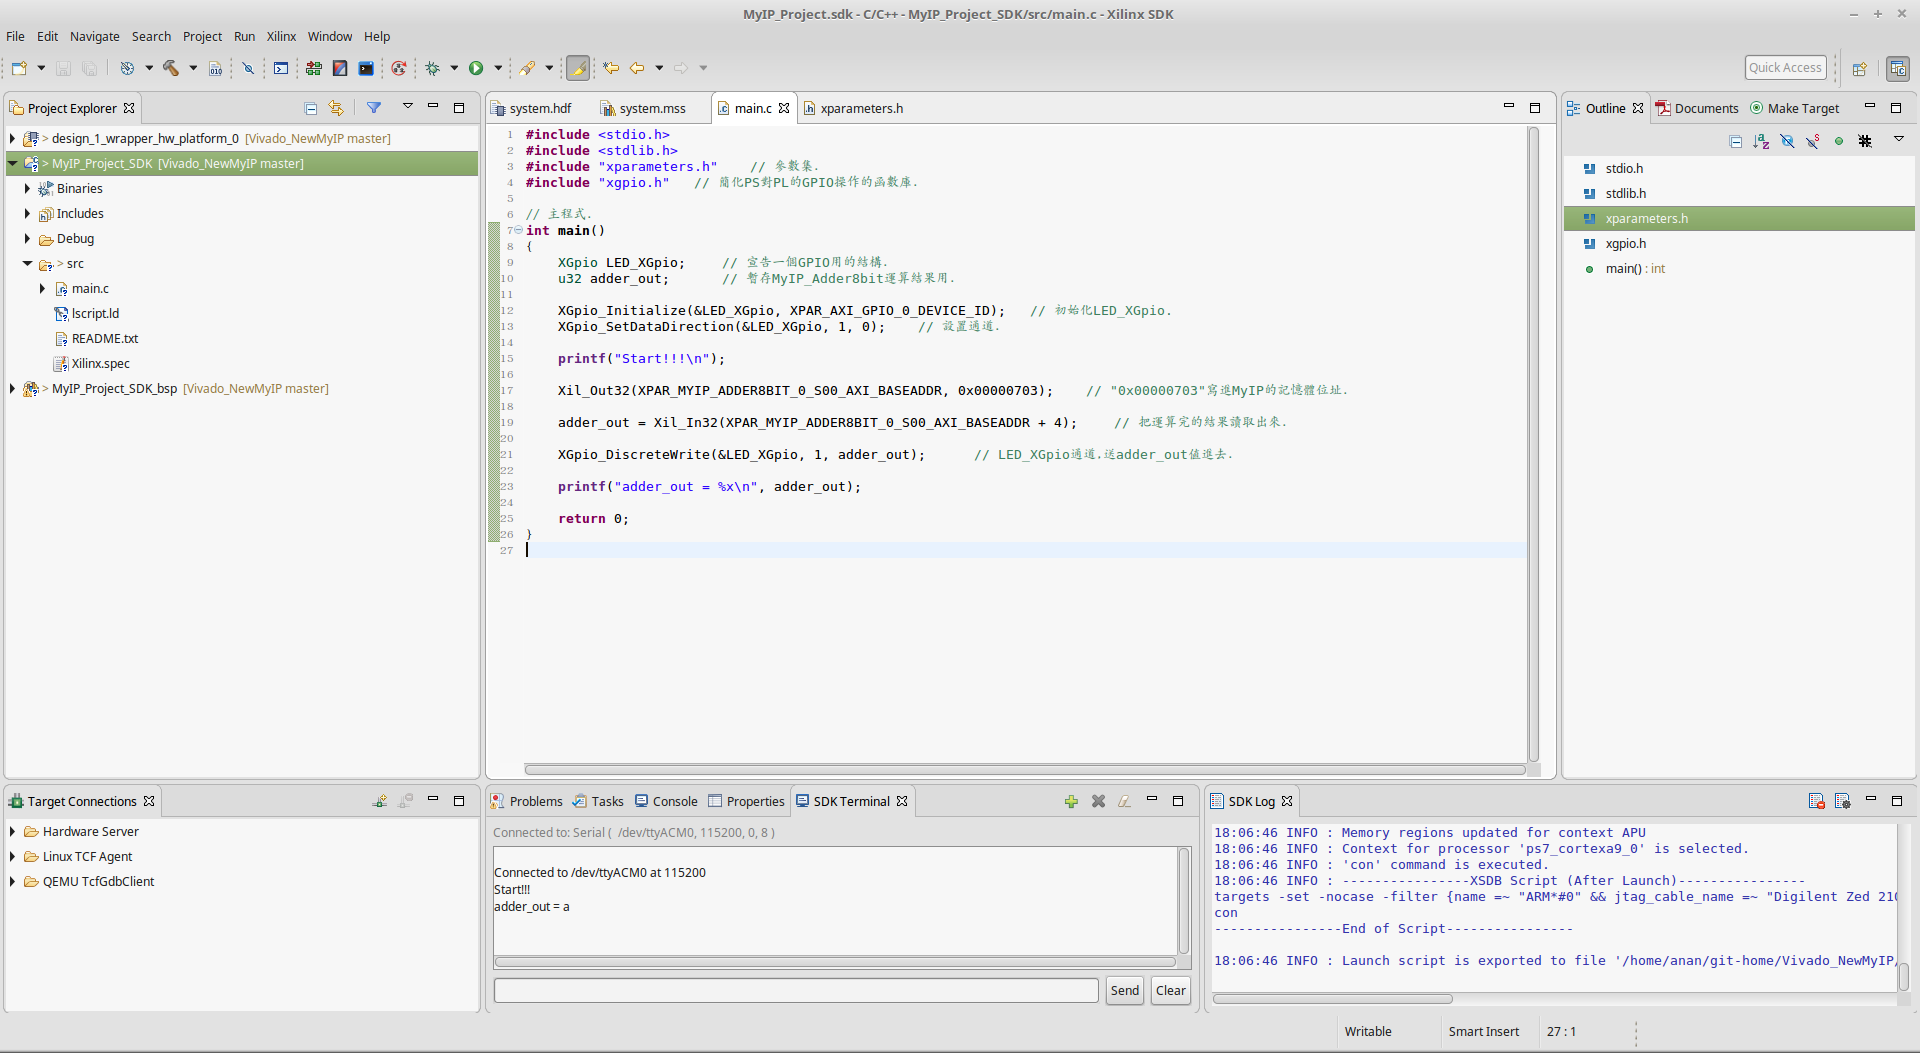 MyIP_Project.sdk - C/C++ - MyIP_Project_SDK/src/main.c - Xilinx SDK
File Edit Navigate Search Project Run Xilinx Window Help
Quick Access
Project Explorer
design_1_wrapper_hw_platform_0 [Vivado_NewMyIP master]
> MyIP_Project_SDK [Vivado_NewMyIP master]
Binaries
Includes
Debug
> src
main.c
lscript.ld
README.txt
Xilinx.spec
> MyIP_Project_SDK_bsp [Vivado_NewMyIP master]
system.hdf system.mss main.c xparameters.h
1 #include <stdio.h>
2 #include <stdlib.h>
3 #include "xparameters.h" // 參數集.
4 #include "xgpio.h" // 簡化PS對PL的GPIO操作的函數庫.
5
6 // 主程式.
7 int main()
8 {
9 XGpio LED_XGpio; // 宣告一個GPIO用的結構.
10 u32 adder_out; // 暫存MyIP_Adder8bit運算結果用.
11
12 XGpio_Initialize(&LED_XGpio, XPAR_AXI_GPIO_0_DEVICE_ID); // 初始化LED_XGpio.
13 XGpio_SetDataDirection(&LED_XGpio, 1, 0); // 設置通道.
14
15 printf("Start!!!\n");
16
17 Xil_Out32(XPAR_MYIP_ADDER8BIT_0_S00_AXI_BASEADDR, 0x00000703); // "0x00000703"寫進MyIP的記憶體位址.
18
19 adder_out = Xil_In32(XPAR_MYIP_ADDER8BIT_0_S00_AXI_BASEADDR + 4); // 把運算完的結果讀取出來.
20
21 XGpio_DiscreteWrite(&LED_XGpio, 1, adder_out); // LED_XGpio通道.送adder_out值進去.
22
23 printf("adder_out = %x\n", adder_out);
24
25 return 0;
26 }
27
Outline Documents Make Target
stdio.h
stdlib.h
xparameters.h
xgpio.h
main() : int
Target Connections
Hardware Server
Linux TCF Agent
QEMU TcfGdbClient
Problems Tasks Console Properties SDK Terminal
Connected to: Serial ( /dev/ttyACM0, 115200, 0, 8 )
Connected to /dev/ttyACM0 at 115200
Start!!!
adder_out = a
Send Clear
SDK Log
18:06:46 INFO : Memory regions updated for context APU
18:06:46 INFO : Context for processor 'ps7_cortexa9_0' is selected.
18:06:46 INFO : 'con' command is executed.
18:06:46 INFO : ----------------XSDB Script (After Launch)----------------
targets -set -nocase -filter {name =~ "ARM*#0" && jtag_cable_name =~ "Digilent Zed 210
con
----------------End of Script----------------
18:06:46 INFO : Launch script is exported to file '/home/anan/git-home/Vivado_NewMyIP/
Writable Smart Insert 27 : 1